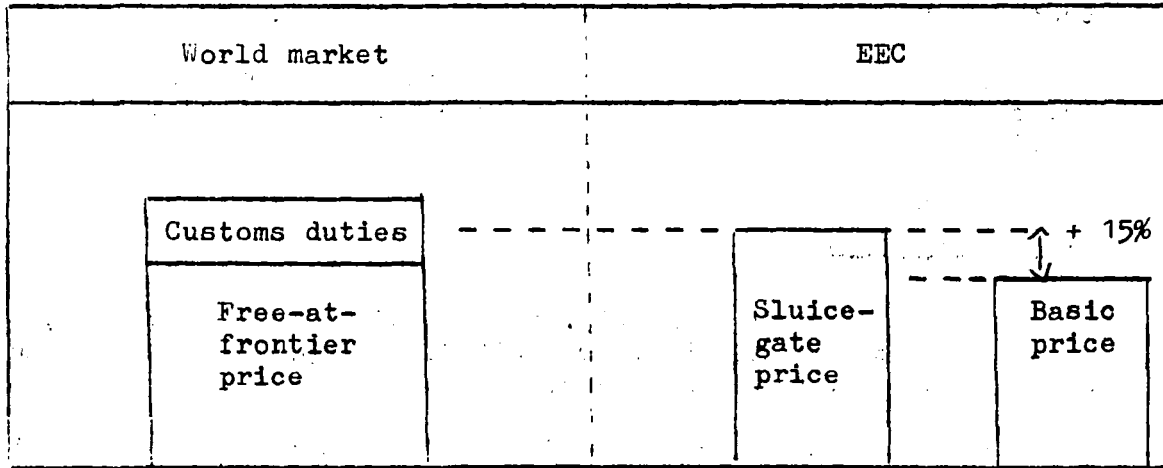 World market
EEC
Customs duties
+ 15%
Free-at-
frontier
price
Sluice-
gate
price
Basic
price